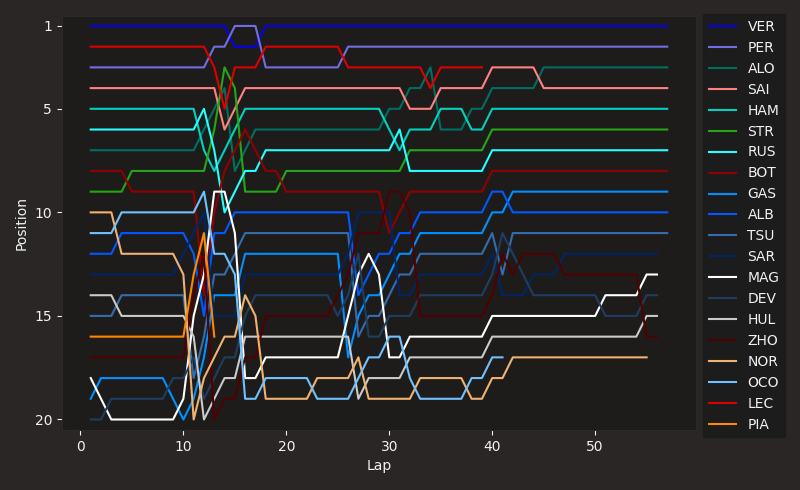 1
5
10
15
20
Position
0
10
20
30
40
50
Lap
VER
PER
ALO
SAI
HAM
STR
RUS
BOT
GAS
ALB
TSU
SAR
MAG
DEV
HUL
ZHO
NOR
OCO
LEC
PIA